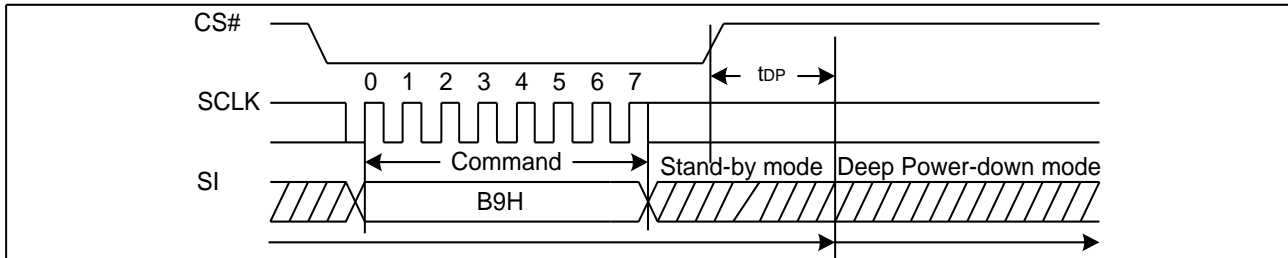 CS#
tDP
0 1 2 3 4 5 6 7
SCLK
Command
Stand-by mode Deep Power-down mode
SI
B9H